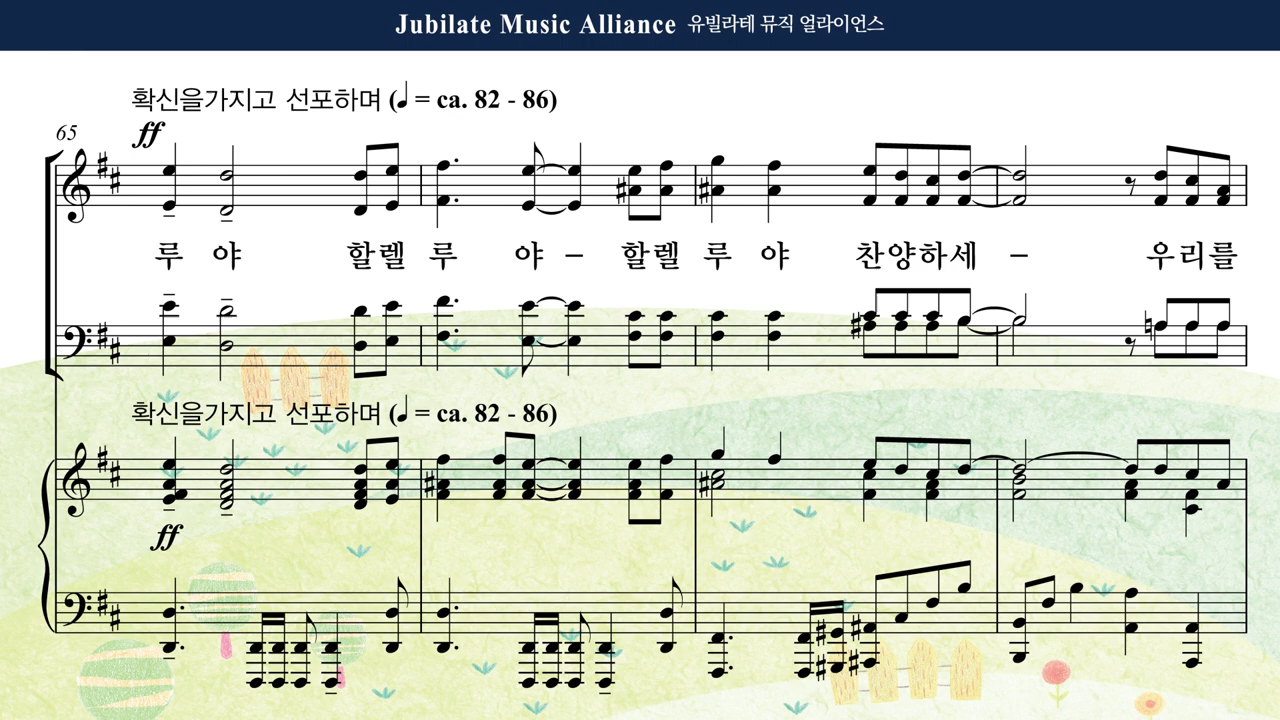 Jubilate Music Alliance 유빌라테 뮤직 얼라이언스
확신을가지고 선포하며 (♩ = ca. 82 - 86)
65
ff
루 야 할렐 루 야 – 할렐 루 야 찬양하세 – 우리를
확신을가지고 선포하며 (♩ = ca. 82 - 86)
ff